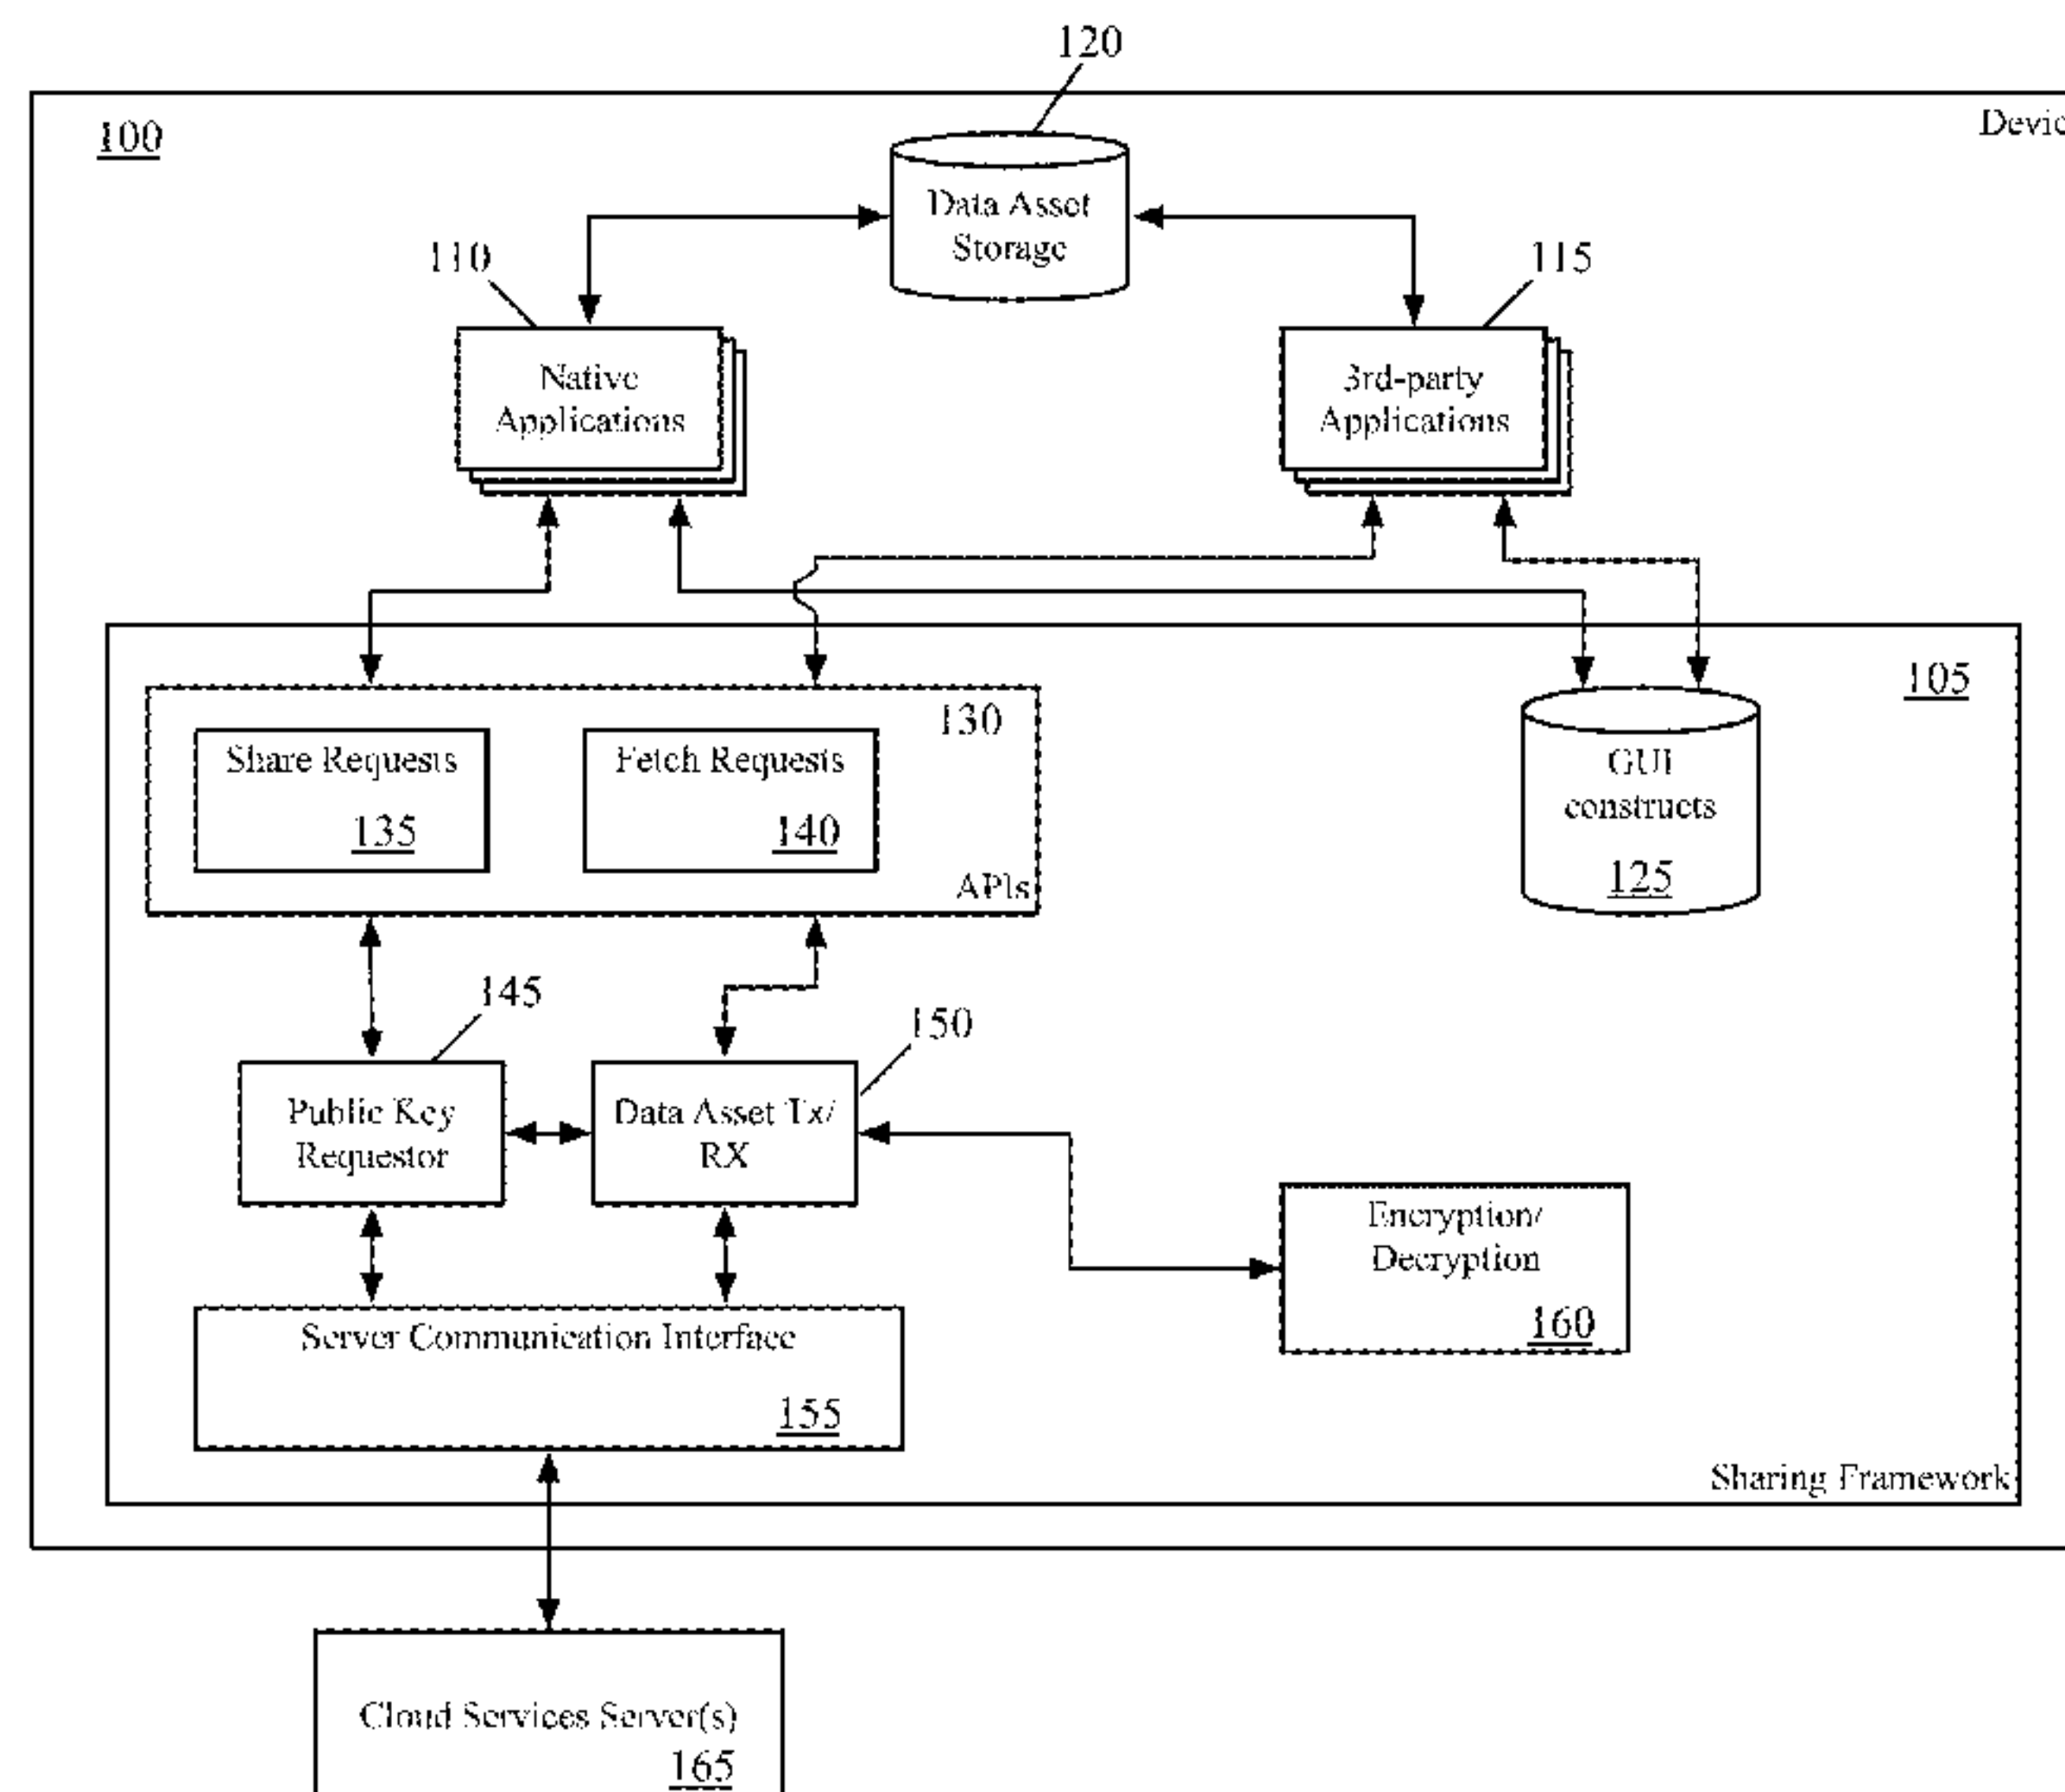 120
100
Devic
Data Asset
Storage
110
115
Native
Applications
3rd-party
Applications
105
130
Share Requests
135
Fetch Requests
140
APIs
GUI
constructs
125
145
150
Public Key
Requestor
Data Asset Tx/
RX
Encryption/
Decryption
160
Server Communication Interface
155
Sharing Framework
Cloud Services Server(s)
165